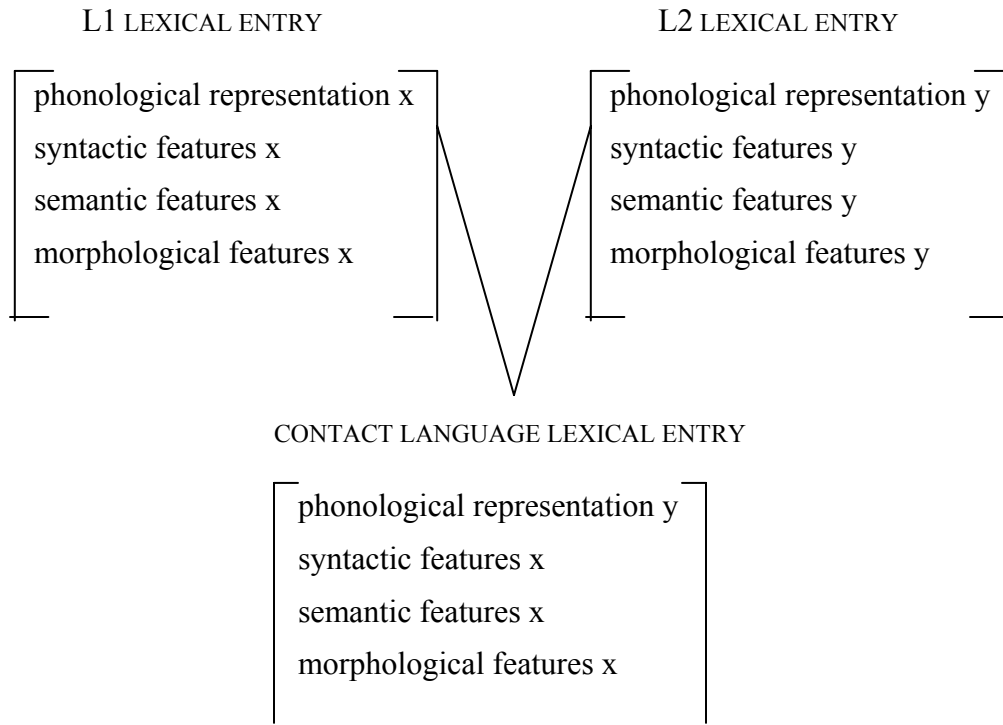 L1 LEXICAL ENTRY
L2 LEXICAL ENTRY
phonological representation x
syntactic features x
semantic features x
morphological features x
phonological representation y
syntactic features y
semantic features y
morphological features y
CONTACT LANGUAGE LEXICAL ENTRY
phonological representation y
syntactic features x
semantic features x
morphological features x